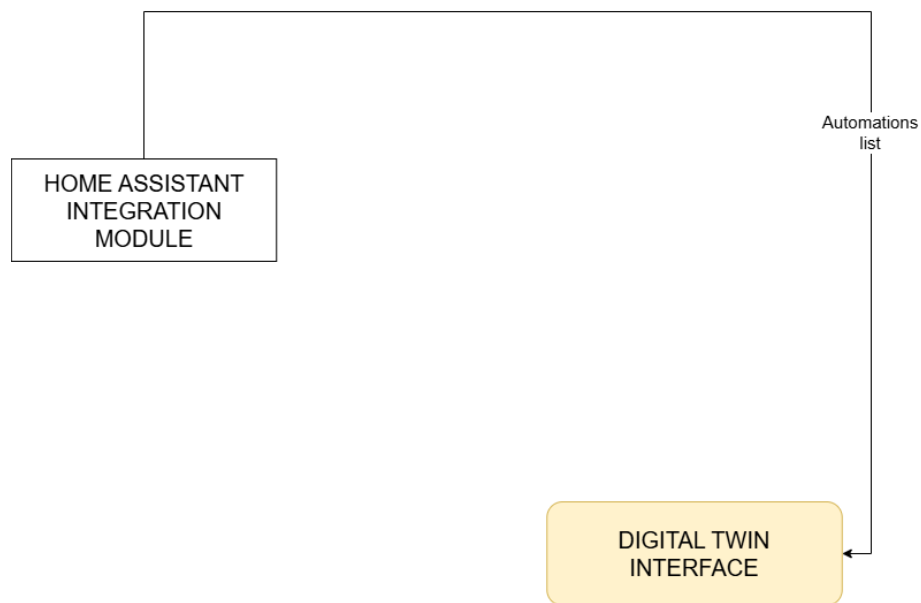 Automations
list
HOME ASSISTANT
INTEGRATION
MODULE
DIGITAL TWIN
INTERFACE